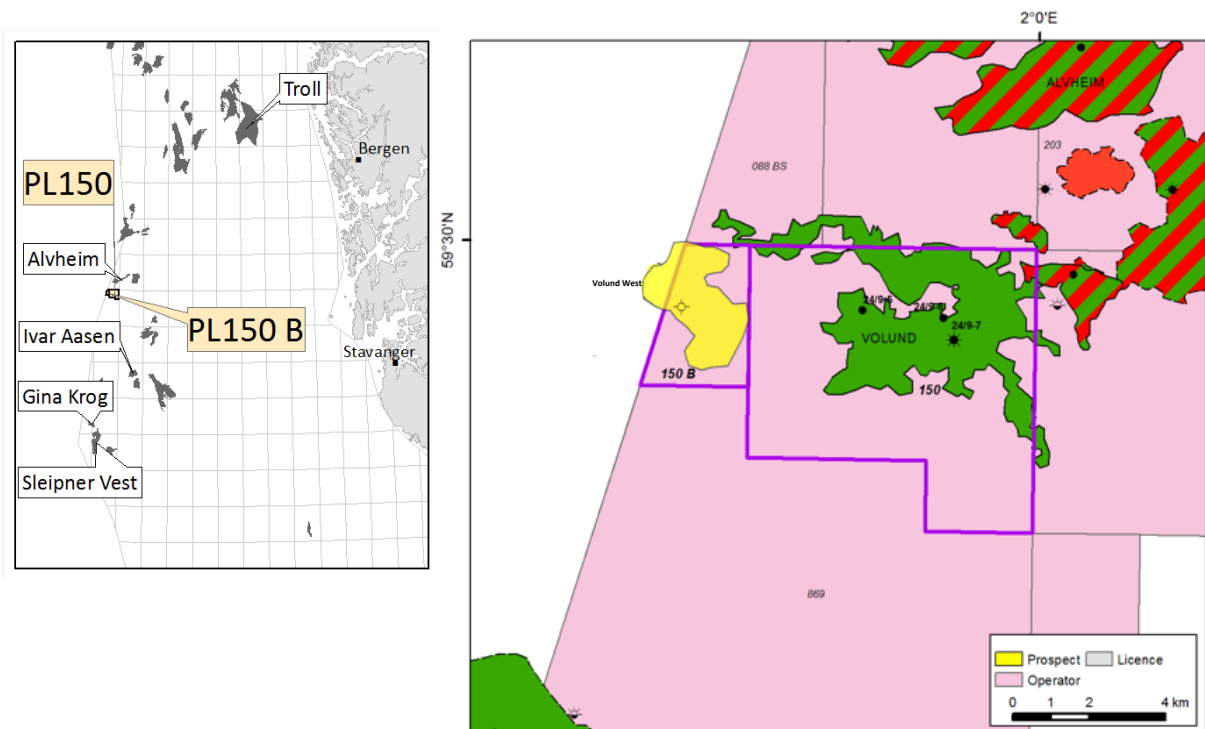 Troll
Bergen
PL150
Alvheim
PL150 B
Ivar Aasen
Stavanger
Gina Krog
Sleipner Vest
2°0'E
59°30'N
ALVHEIM
203
088 BS
Volund West
24/9-5
24/9-6
24/9-7
VOLUND
150 B
150
869
Prospect Licence
Operator
0 1 2 4 km